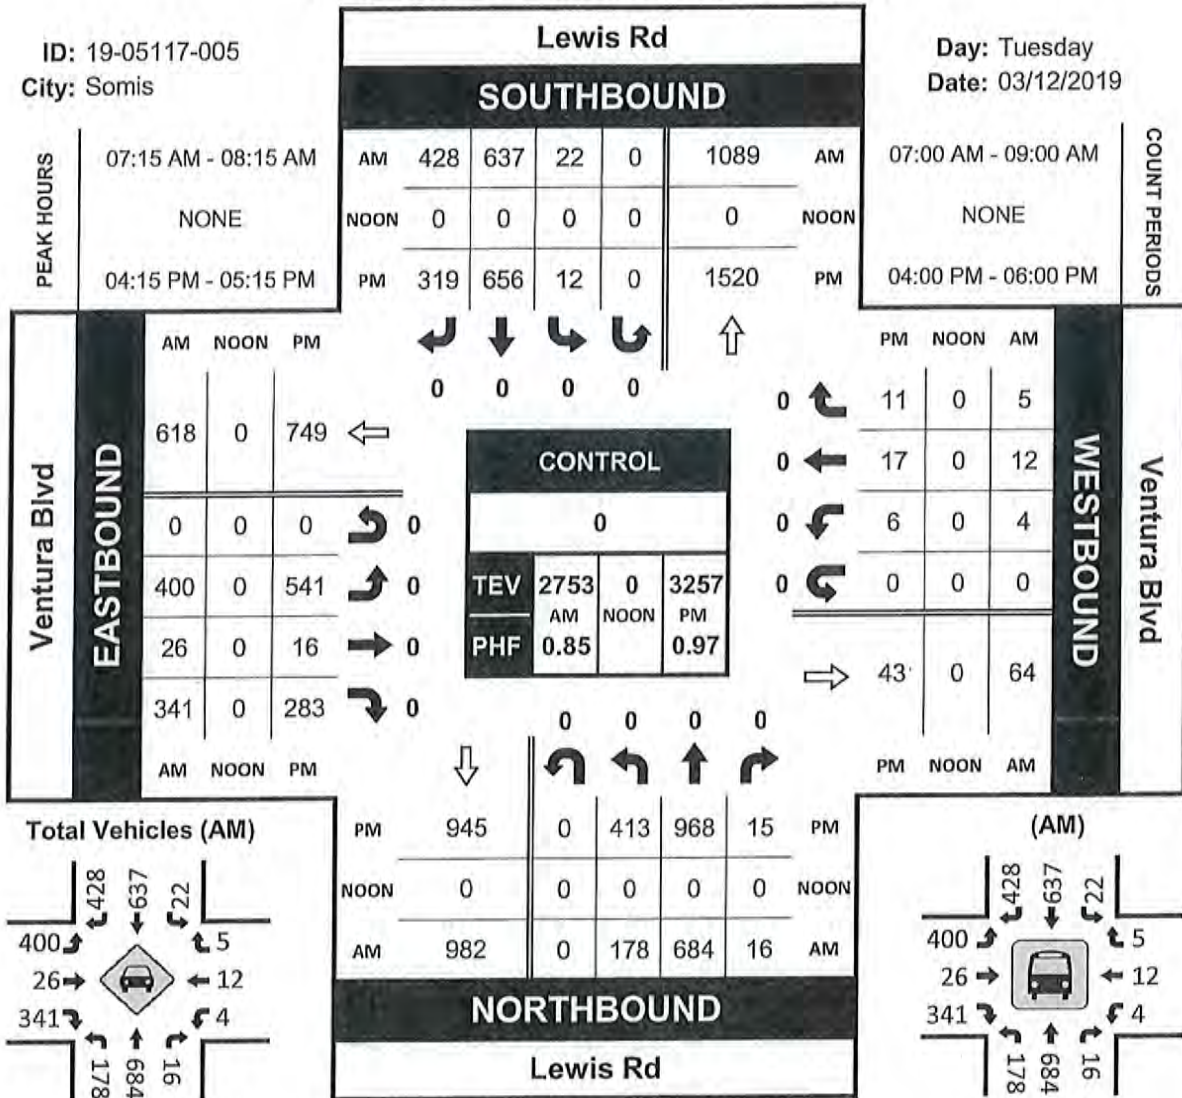 ID: 19-05117-005
City: Somis
Lewis Rd
SOUTHBOUND
Day: Tuesday
Date: 03/12/2019
PEAK HOURS
07:15 AM - 08:15 AM
NONE
04:15 PM - 05:15 PM
AM 428 637 22 0 1089 AM
NOON 0 0 0 0 0 NOON
PM 319 656 12 0 1520 PM
07:00 AM - 09:00 AM
NONE
04:00 PM - 06:00 PM
COUNT PERIODS
0 0 0 0
Ventura Blvd
EASTBOUND
AM NOON PM
618 0 749
0 0 0 0
400 0 541 0
26 0 16 0
341 0 283 0
AM NOON PM
CONTROL
0
TEV 2753 0 3257
AM NOON PM
PHF 0.85 0.97
PM NOON AM
0 11 0 5
0 17 0 12
0 6 0 4
0 0 0 0
43 0 64
PM NOON AM
WESTBOUND
Ventura Blvd
0 0 0 0
PM 945 0 413 968 15 PM
NOON 0 0 0 0 0 NOON
AM 982 0 178 684 16 AM
NORTHBOUND
Lewis Rd
Total Vehicles (AM)
428 637 22
400 5
26 12
341 4
178 684 16
(AM)
428 637 22
400 5
26 12
341 4
178 684 16